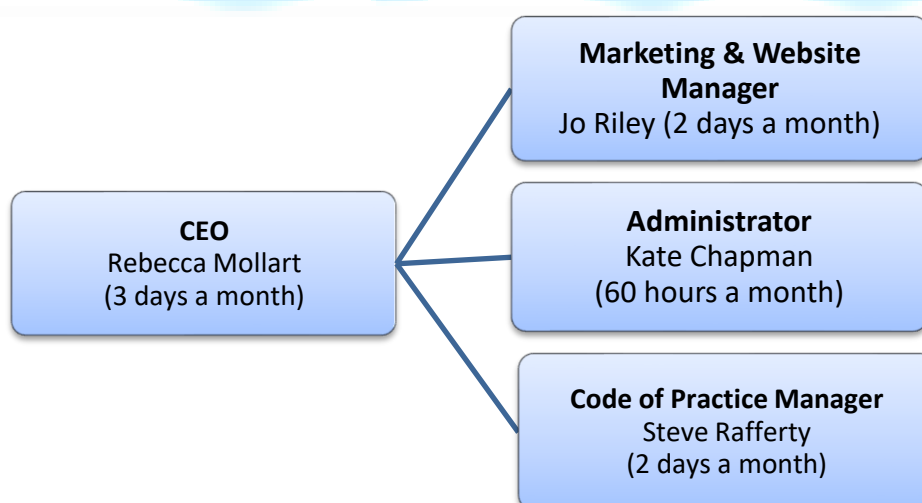 Marketing & Website
Manager
Jo Riley (2 days a month)
CEO
Rebecca Mollart
(3 days a month)
Administrator
Kate Chapman
(60 hours a month)
Code of Practice Manager
Steve Rafferty
(2 days a month)